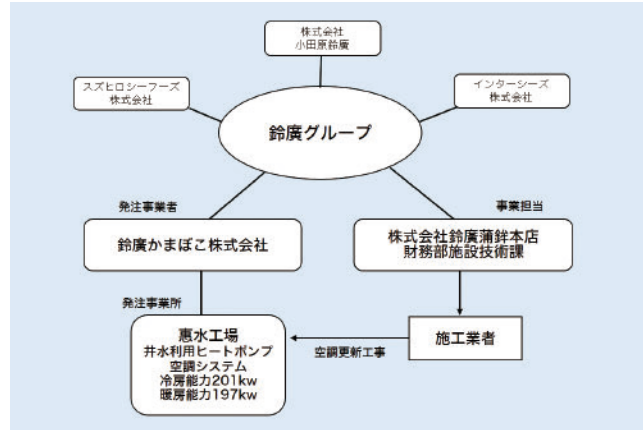 株式会社
小田原鈴廣
スズヒロシーフーズ
株式会社
インターシーズ
株式会社
鈴廣グループ
発注事業者
事業担当
鈴廣かまぼこ株式会社
株式会社鈴廣蒲鉾本店
財務部施設技術課
発注事業所
惠水工場
井水利用ヒートポンプ
空調システム
冷房能力201kw
暖房能力197kw
空調更新工事
施工業者